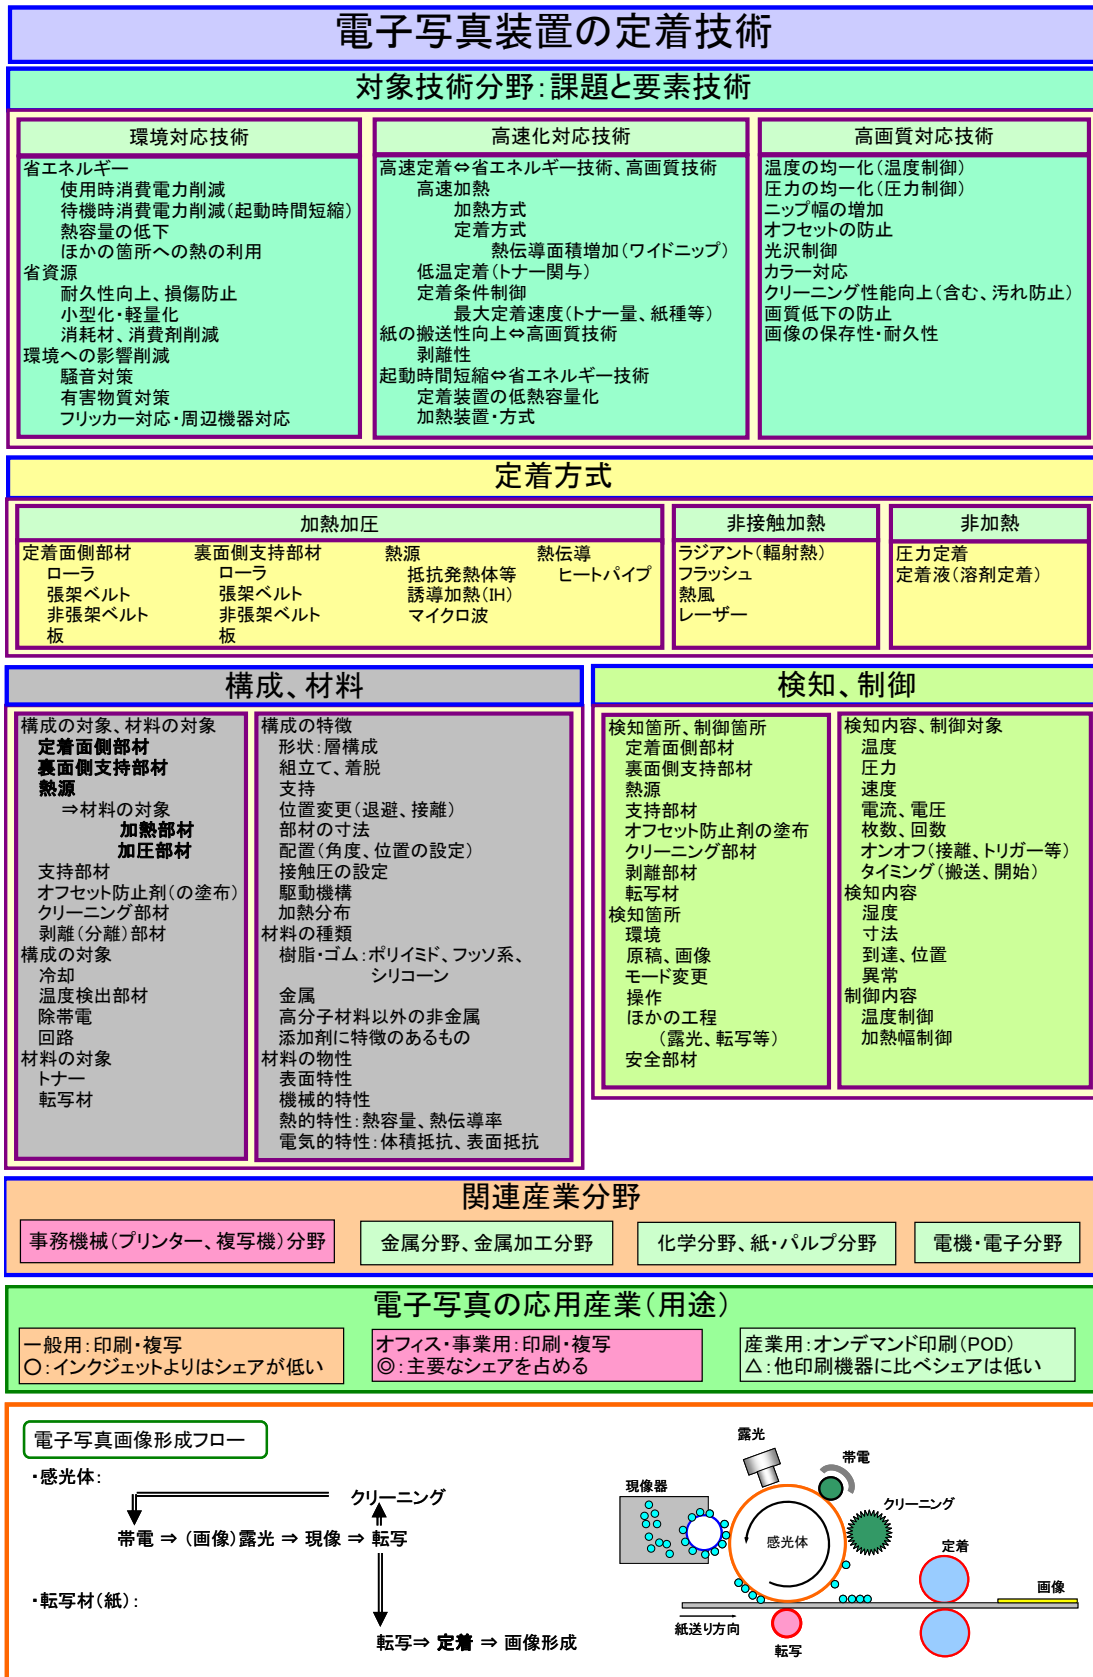 電子写真装置の定着技術
対象技術分野：課題と要素技術
環境対応技術
省エネルギー
使用時消費電力削減
待機時消費電力削減（起動時間短縮）
熱容量の低下
ほかの箇所への熱の利用
省資源
耐久性向上、損傷防止
小型化・軽量化
消耗材、消費剤削減
環境への影響削減
騒音対策
有害物質対策
フリッカー対応・周辺機器対応
高速化対応技術
高速定着⇔省エネルギー技術、高画質技術
高速加熱
加熱方式
定着方式
熱伝導面積増加（ワイドニップ）
低温定着（トナー関与）
定着条件制御
最大定着速度（トナー量、紙種等）
紙の搬送性向上⇔高画質技術
剥離性
起動時間短縮⇔省エネルギー技術
定着装置の低熱容量化
加熱装置・方式
高画質対応技術
温度の均一化（温度制御）
圧力の均一化（圧力制御）
ニップ幅の増加
オフセットの防止
光沢制御
カラー対応
クリーニング性能向上（含む、汚れ防止）
画質低下の防止
画像の保存性・耐久性
定着方式
加熱加圧
定着面側部材
ローラ
張架ベルト
非張架ベルト
板
裏面側支持部材
ローラ
張架ベルト
非張架ベルト
板
熱源
抵抗発熱体等
誘導加熱（IH）
マイクロ波
熱伝導
ヒートパイプ
非接触加熱
ラジアント（輻射熱）
フラッシュ
熱風
レーザー
非加熱
圧力定着
定着液（溶剤定着）
構成、材料
構成の対象、材料の対象
定着面側部材
裏面側支持部材
熱源
⇒材料の対象
加熱部材
加圧部材
支持部材
オフセット防止剤（の塗布）
クリーニング部材
剥離（分離）部材
構成の対象
冷却
温度検出部材
除帯電
回路
材料の対象
トナー
転写材
構成の特徴
形状：層構成
組立て、着脱
支持
位置変更（退避、接離）
部材の寸法
配置（角度、位置の設定）
接触圧の設定
駆動機構
加熱分布
材料の種類
樹脂・ゴム：ポリイミド、フッソ系、
シリコーン
金属
高分子材料以外の非金属
添加剤に特徴のあるもの
材料の物性
表面特性
機械的特性
熱的特性：熱容量、熱伝導率
電気的特性：体積抵抗、表面抵抗
検知、制御
検知箇所、制御箇所
定着面側部材
裏面側支持部材
熱源
支持部材
オフセット防止剤の塗布
クリーニング部材
剥離部材
転写材
検知箇所
環境
原稿、画像
モード変更
操作
ほかの工程
（露光、転写等）
安全部材
検知内容、制御対象
温度
圧力
速度
電流、電圧
枚数、回数
オンオフ（接離、トリガー等）
タイミング（搬送、開始）
検知内容
湿度
寸法
到達、位置
異常
制御内容
温度制御
加熱幅制御
関連産業分野
事務機械（プリンター、複写機）分野
金属分野、金属加工分野
化学分野、紙・パルプ分野
電機・電子分野
電子写真の応用産業（用途）
一般用：印刷・複写
○：インクジェットよりはシェアが低い
オフィス・事業用：印刷・複写
◎：主要なシェアを占める
産業用：オンデマンド印刷（POD）
△：他印刷機器に比べシェアは低い
電子写真画像形成フロー
・感光体：
クリーニング
帯電 ⇒ （画像）露光 ⇒ 現像 ⇒ 転写
・転写材（紙）：
転写⇒ 定着 ⇒ 画像形成
露光
帯電
現像器
クリーニング
感光体
定着
画像
紙送り方向
転写